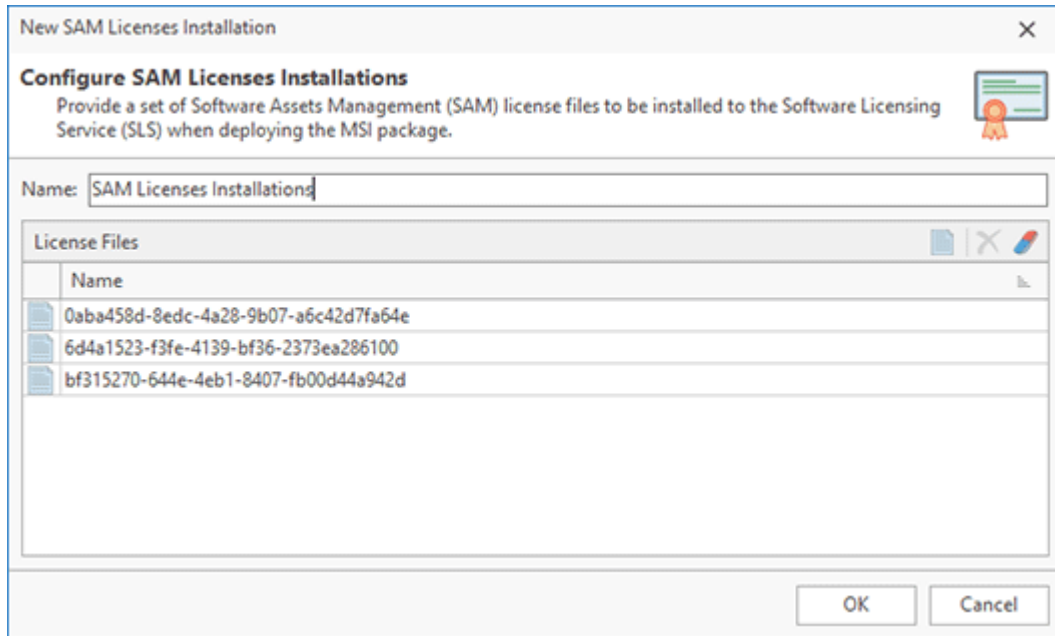 New SAM Licenses Installation
Configure SAM Licenses Installations
Provide a set of Software Assets Management (SAM) license files to be installed to the Software Licensing
Service (SLS) when deploying the MSI package.
Name: SAM Licenses Installations
License Files
Name
0aba458d-8edc-4a28-9b07-a6c42d7fa64e
6d4a1523-f3fe-4139-bf36-2373ea286100
bf315270-644e-4eb1-8407-fb00d44a942d
OK Cancel